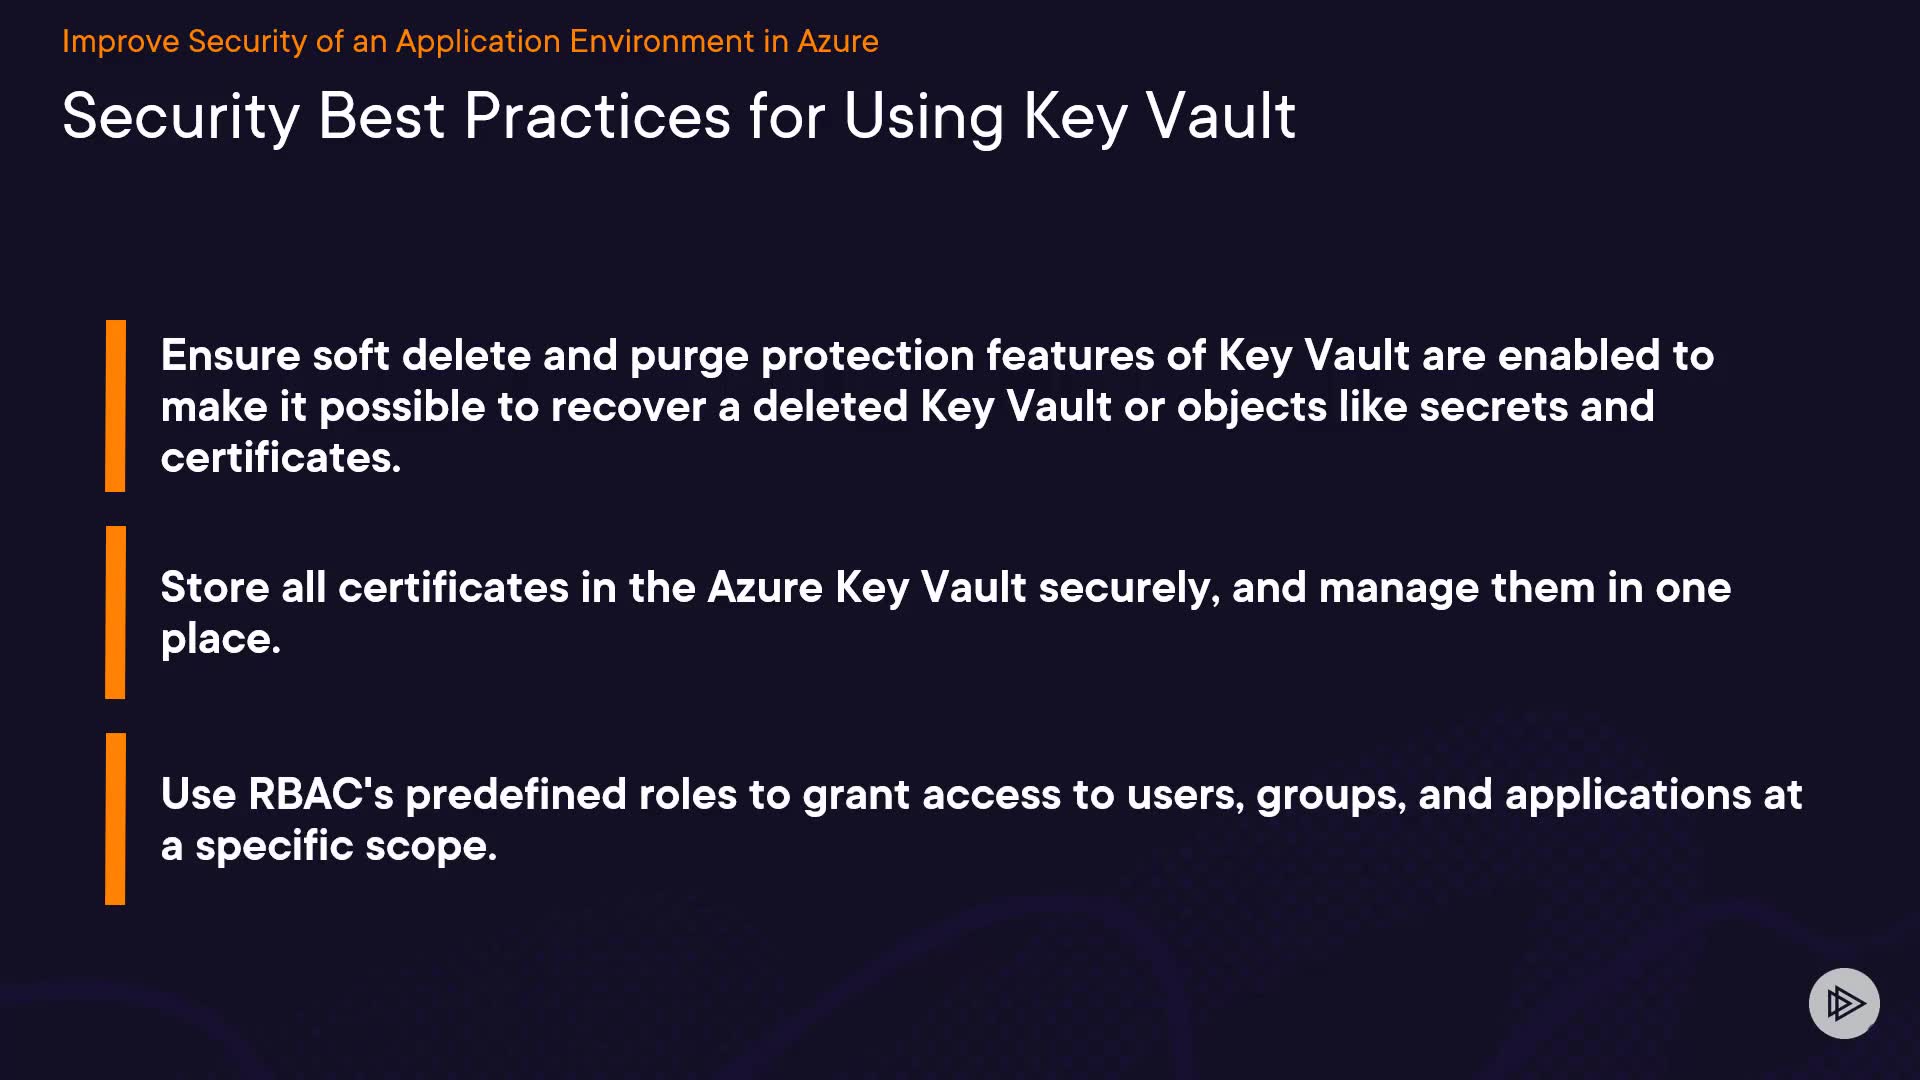 Improve Security of an Application Environment in Azure
Security Best Practices for Using Key Vault
Ensure soft delete and purge protection features of Key Vault are enabled to
make it possible to recover a deleted Key Vault or objects like secrets and
certificates.
Store all certificates in the Azure Key Vault securely, and manage them in one
place.
Use RBAC's predefined roles to grant access to users, groups, and applications at
a specific scope.